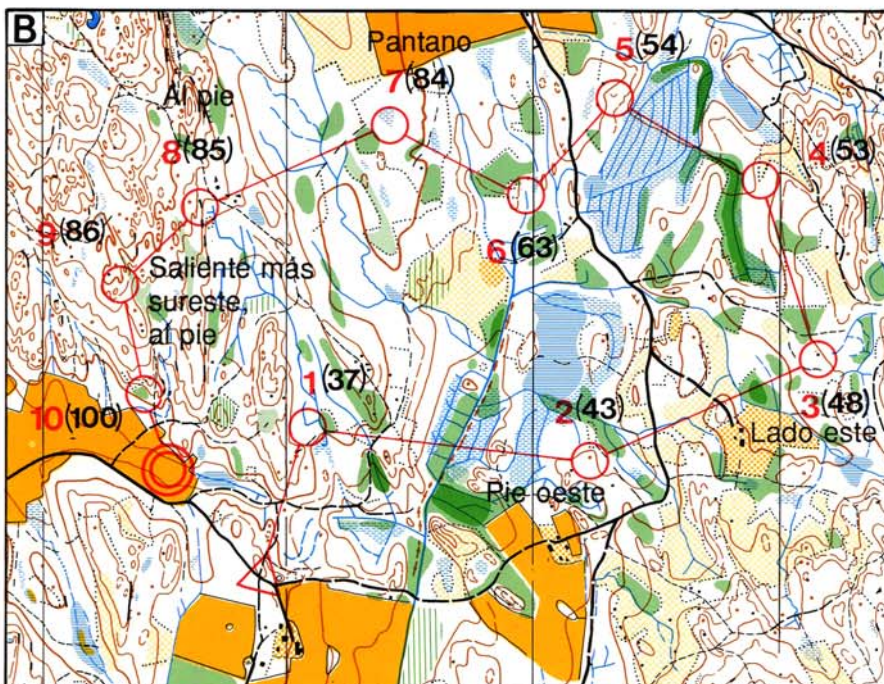 B
Pantano
7 (84)
5 (54)
Al pie
8 (85)
4 (53)
9 (86)
6 (63)
Saliente más
sureste,
al pie
1 (37)
10 (100)
2 (43)
3 (48)
Lado este
Pie oeste